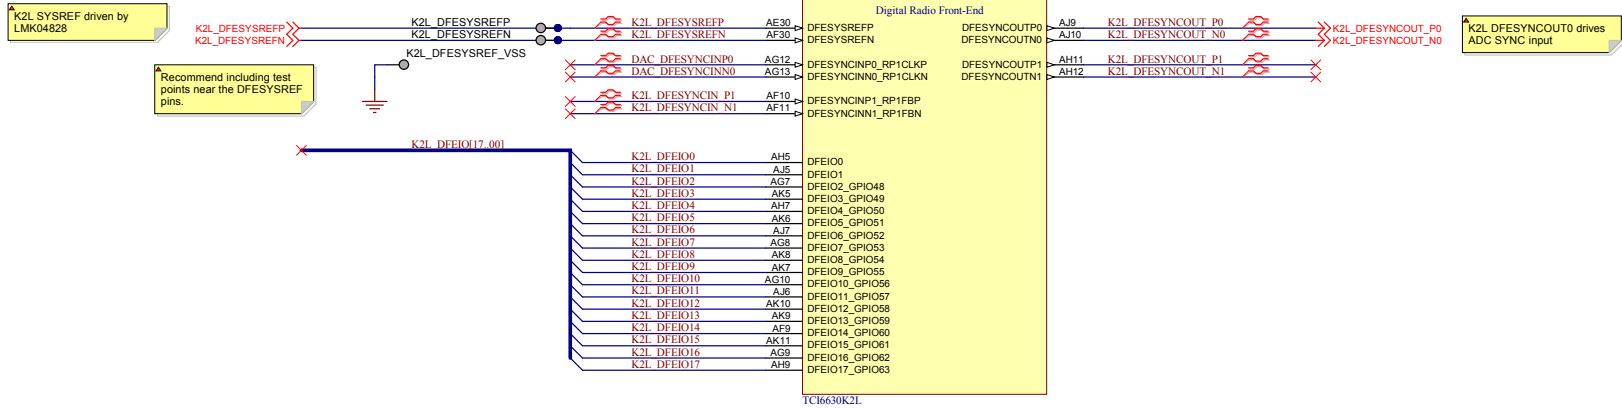 K2L SYSREF driven by
LMK04828
K2L_DFESYSREFP
K2L_DFESYSREFN
K2L_DFESYSREFP
K2L_DFESYSREFN
K2L_DFESYSREF_VSS
Recommend including test
points near the DFESYSREF
pins.
K2L_DFESYSREFP
K2L_DFESYSREFN
DAC_DFESYNCINP0
DAC_DFESYNCINN0
K2L_DFESYNCIN_P1
K2L_DFESYNCIN_N1
AE30
AF30
AG12
AG13
AF10
AF11
Digital Radio Front-End
DFESYSREFP
DFESYSREFN
DFESYNCINP0_RP1CLKP
DFESYNCINN0_RP1CLKN
DFESYNCINP1_RP1FBP
DFESYNCINN1_RP1FBN
DFESYNCOUTP0
DFESYNCOUTN0
DFESYNCOUTP1
DFESYNCOUTN1
AJ9
AJ10
AH11
AH12
K2L_DFESYNCOUT_P0
K2L_DFESYNCOUT_N0
K2L_DFESYNCOUT_P1
K2L_DFESYNCOUT_N1
K2L_DFESYNCOUT_P0
K2L_DFESYNCOUT_N0
K2L DFESYNCOUT0 drives
ADC SYNC input
K2L_DFEIO[17..00]
K2L_DFEIO0 AH5 DFEIO0
K2L_DFEIO1 AJ5 DFEIO1
K2L_DFEIO2 AG7 DFEIO2_GPIO48
K2L_DFEIO3 AK5 DFEIO3_GPIO49
K2L_DFEIO4 AH7 DFEIO4_GPIO50
K2L_DFEIO5 AK6 DFEIO5_GPIO51
K2L_DFEIO6 AJ7 DFEIO6_GPIO52
K2L_DFEIO7 AG8 DFEIO7_GPIO53
K2L_DFEIO8 AK8 DFEIO8_GPIO54
K2L_DFEIO9 AK7 DFEIO9_GPIO55
K2L_DFEIO10 AG10 DFEIO10_GPIO56
K2L_DFEIO11 AJ6 DFEIO11_GPIO57
K2L_DFEIO12 AK10 DFEIO12_GPIO58
K2L_DFEIO13 AK9 DFEIO13_GPIO59
K2L_DFEIO14 AF9 DFEIO14_GPIO60
K2L_DFEIO15 AK11 DFEIO15_GPIO61
K2L_DFEIO16 AG9 DFEIO16_GPIO62
K2L_DFEIO17 AH9 DFEIO17_GPIO63
TCI6630K2L